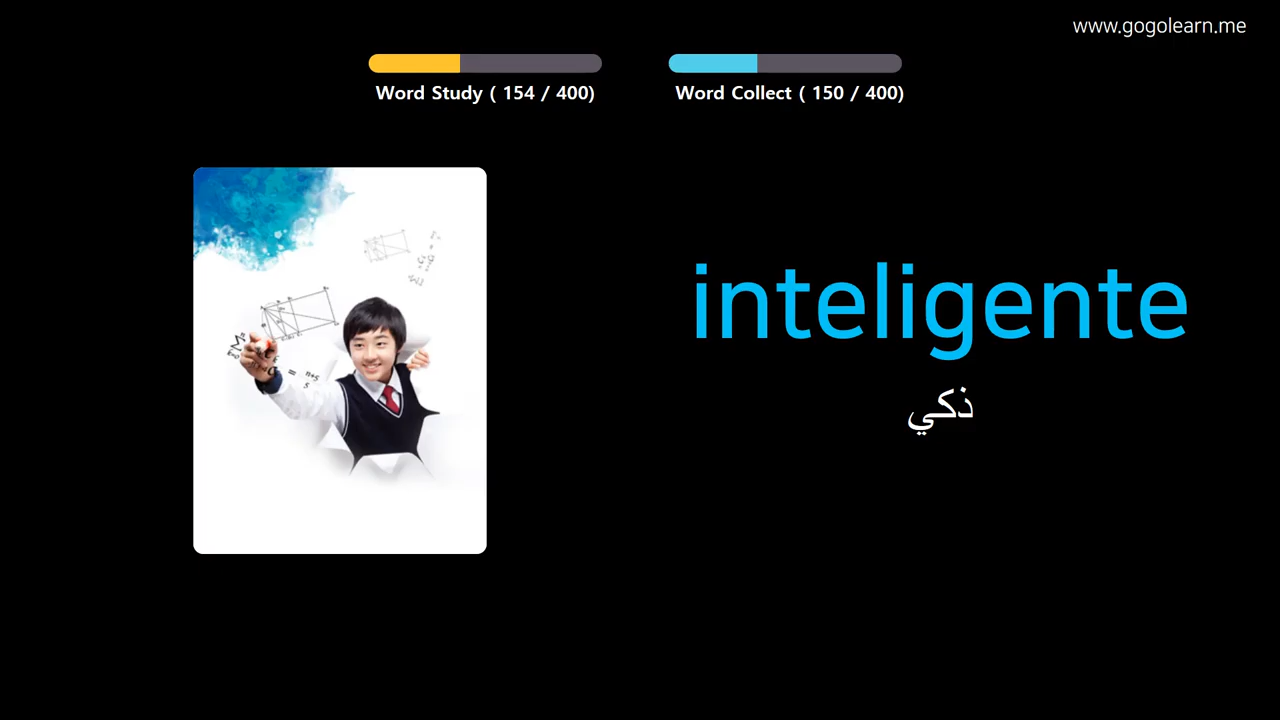 www.gogolearn.me
Word Study ( 154 / 400)
Word Collect ( 150 / 400)
inteligente
ذكي